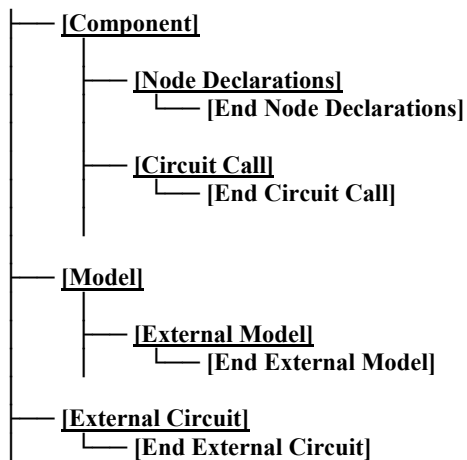 [Component]
[Node Declarations]
[End Node Declarations]
[Circuit Call]
[End Circuit Call]
[Model]
[External Model]
[End External Model]
[External Circuit]
[End External Circuit]